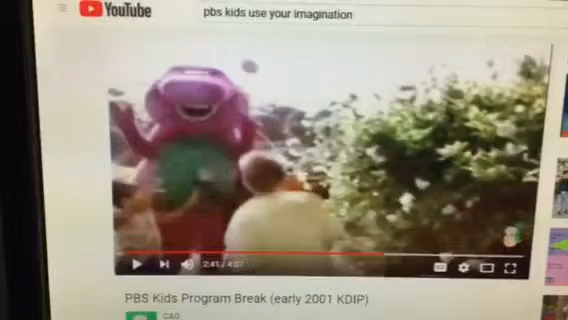 YouTube
pbs kids use your imagination
2:41 / 4:07
PBS Kids Program Break (early 2001 KDIP)